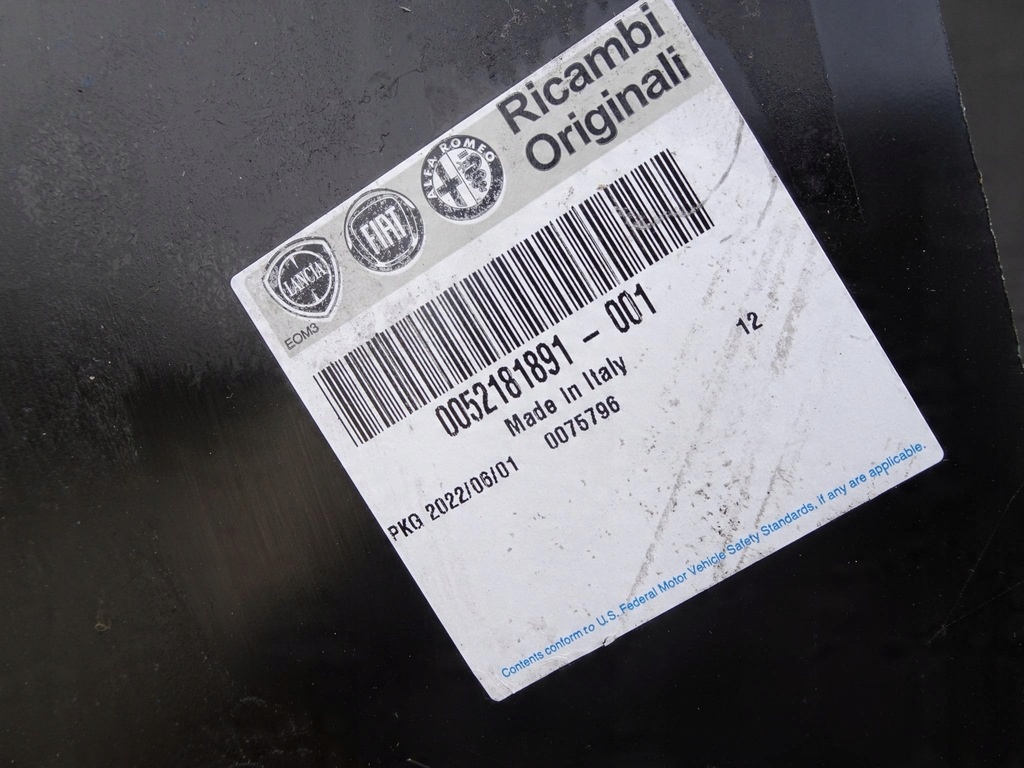 Ricambi
Originali
LANCIA
FIAT
ALFA ROMEO
EOM3
0052181891 - 001
Made In Italy
12
PKG 2022/06/01 0075796
Contents conform to U.S. Federal Motor Vehicle Safety Standards, if any are applicable.